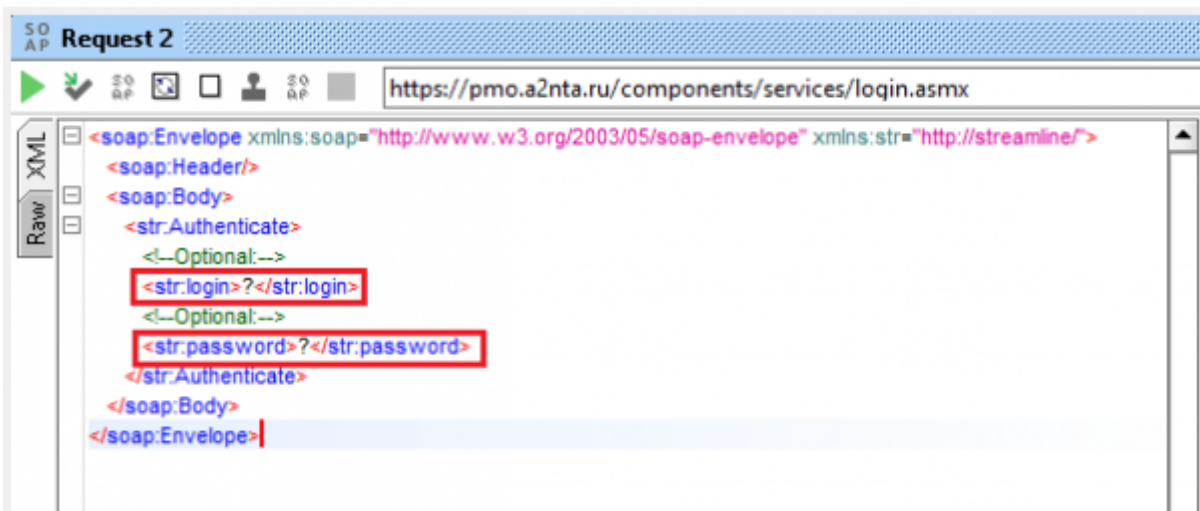 SO AP Request 2
https://pmo.a2nta.ru/components/services/login.asmx
XML
Raw
<soap:Envelope xmlns:soap="http://www.w3.org/2003/05/soap-envelope" xmlns:str="http://streamline/">
<soap:Header/>
<soap:Body>
<str:Authenticate>
<!--Optional:-->
<str:login>?</str:login>
<!--Optional:-->
<str:password>?</str:password>
</str:Authenticate>
</soap:Body>
</soap:Envelope>